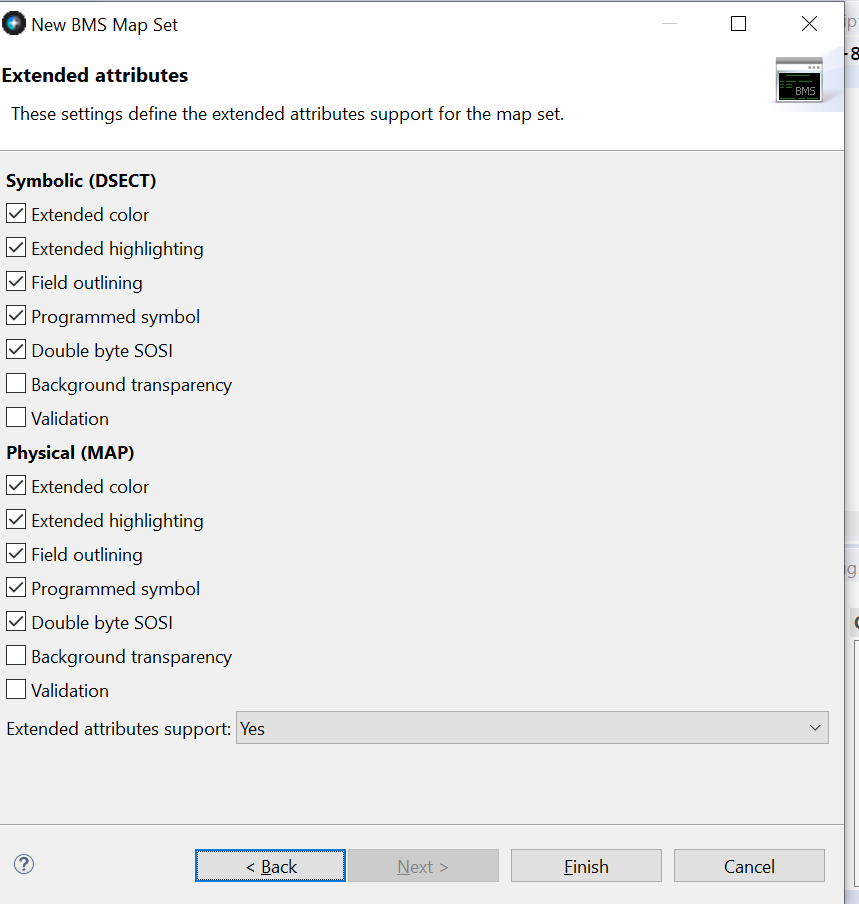 New BMS Map Set
Extended attributes
These settings define the extended attributes support for the map set.
BMS
Symbolic (DSECT)
Extended color
Extended highlighting
Field outlining
Programmed symbol
Double byte SOSI
Background transparency
Validation
Physical (MAP)
Extended color
Extended highlighting
Field outlining
Programmed symbol
Double byte SOSI
Background transparency
Validation
Extended attributes support: Yes
< Back Next > Finish Cancel